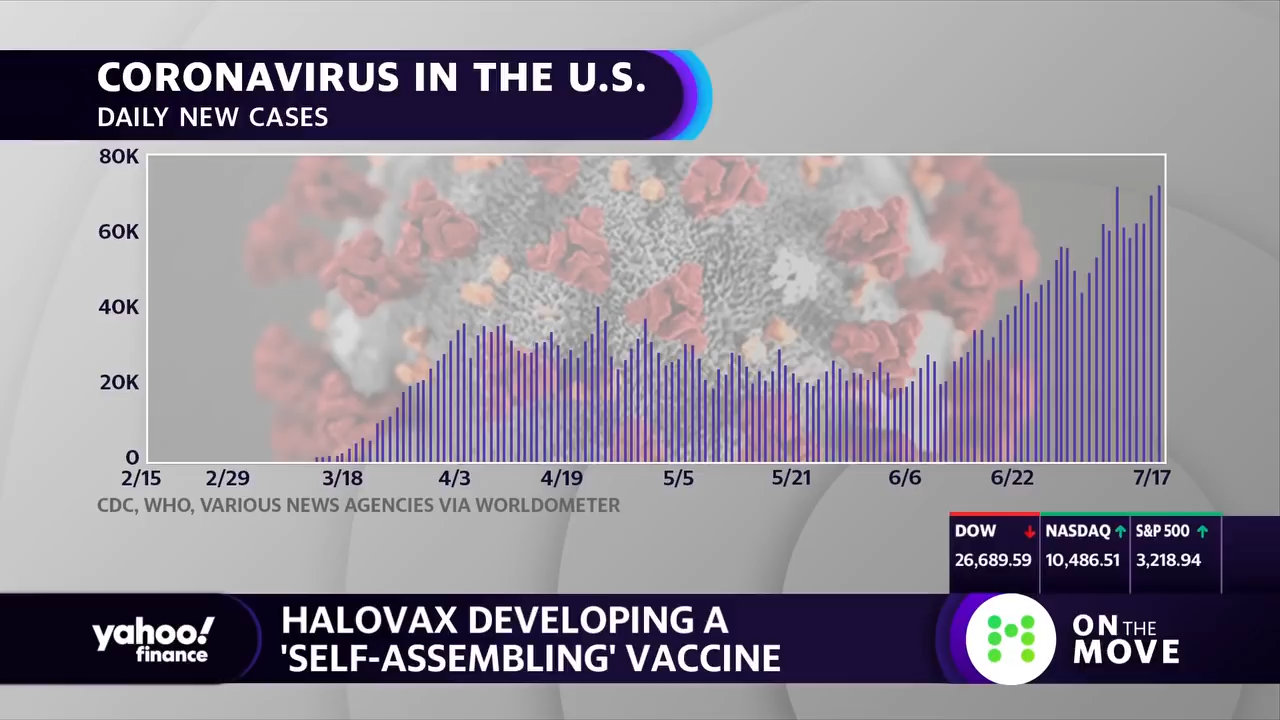 CORONAVIRUS IN THE U.S.
DAILY NEW CASES
80K
60K
40K
20K
0
2/15 2/29 3/18 4/3 4/19 5/5 5/21 6/6 6/22 7/17
CDC, WHO, VARIOUS NEWS AGENCIES VIA WORLDOMETER
DOW NASDAQ S&P 500
26,689.59 10,486.51 3,218.94
yahoo!
finance
HALOVAX DEVELOPING A
'SELF-ASSEMBLING' VACCINE
ON THE
MOVE